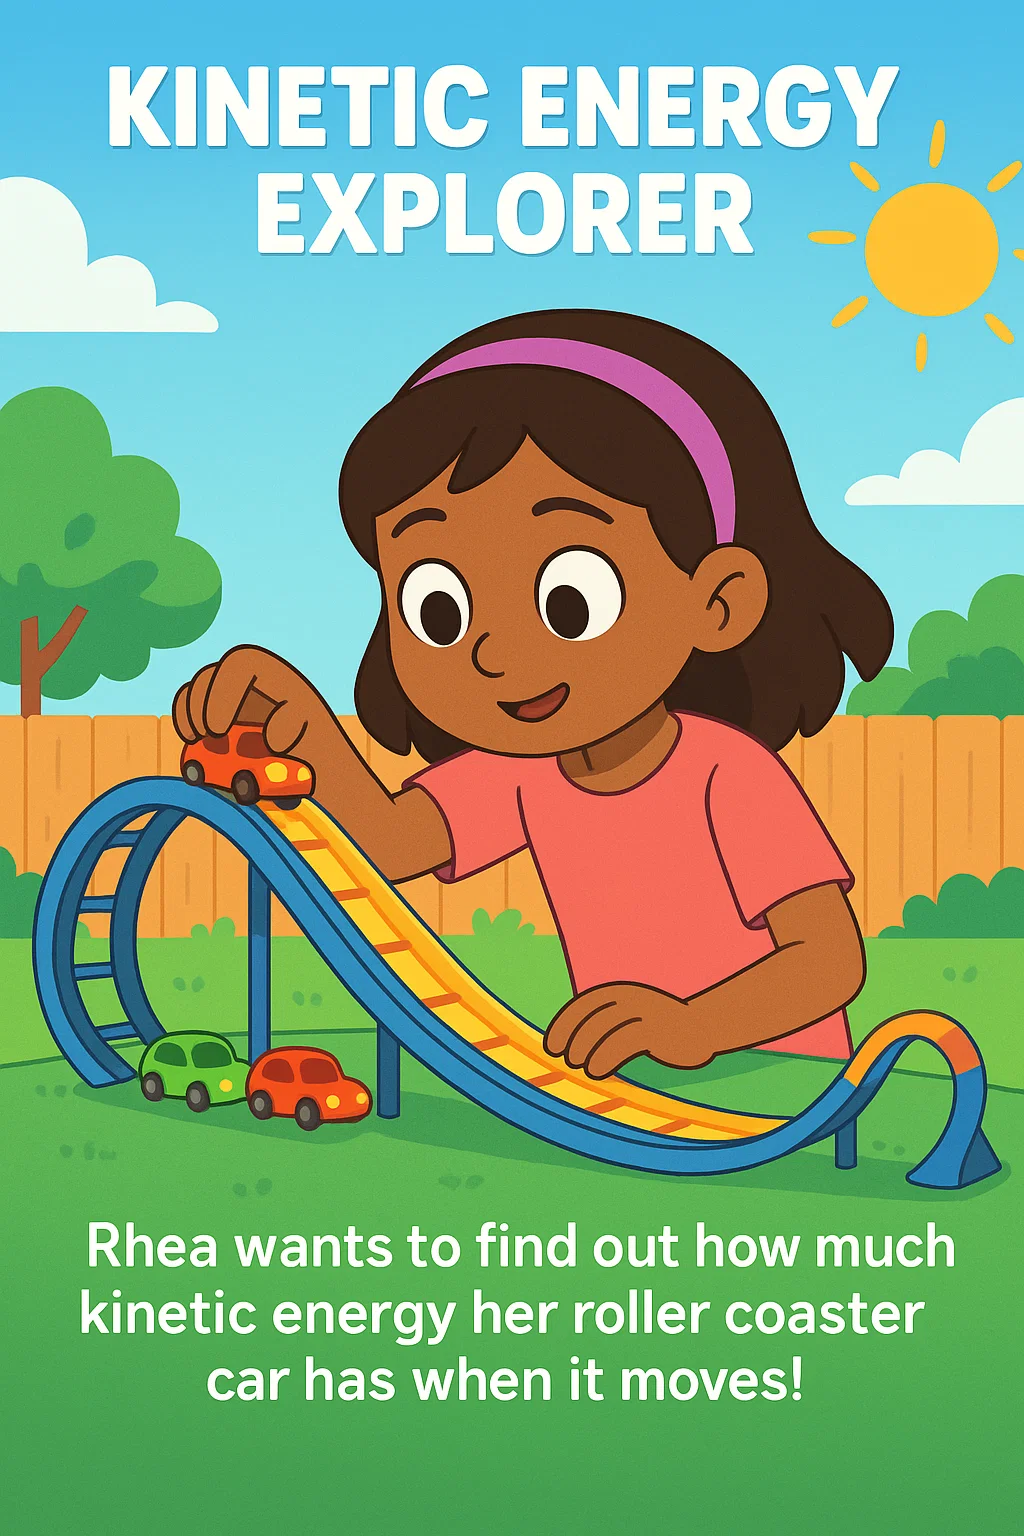 KINETIC ENERGY
EXPLORER
Rhea wants to find out how much
kinetic energy her roller coaster
car has when it moves!